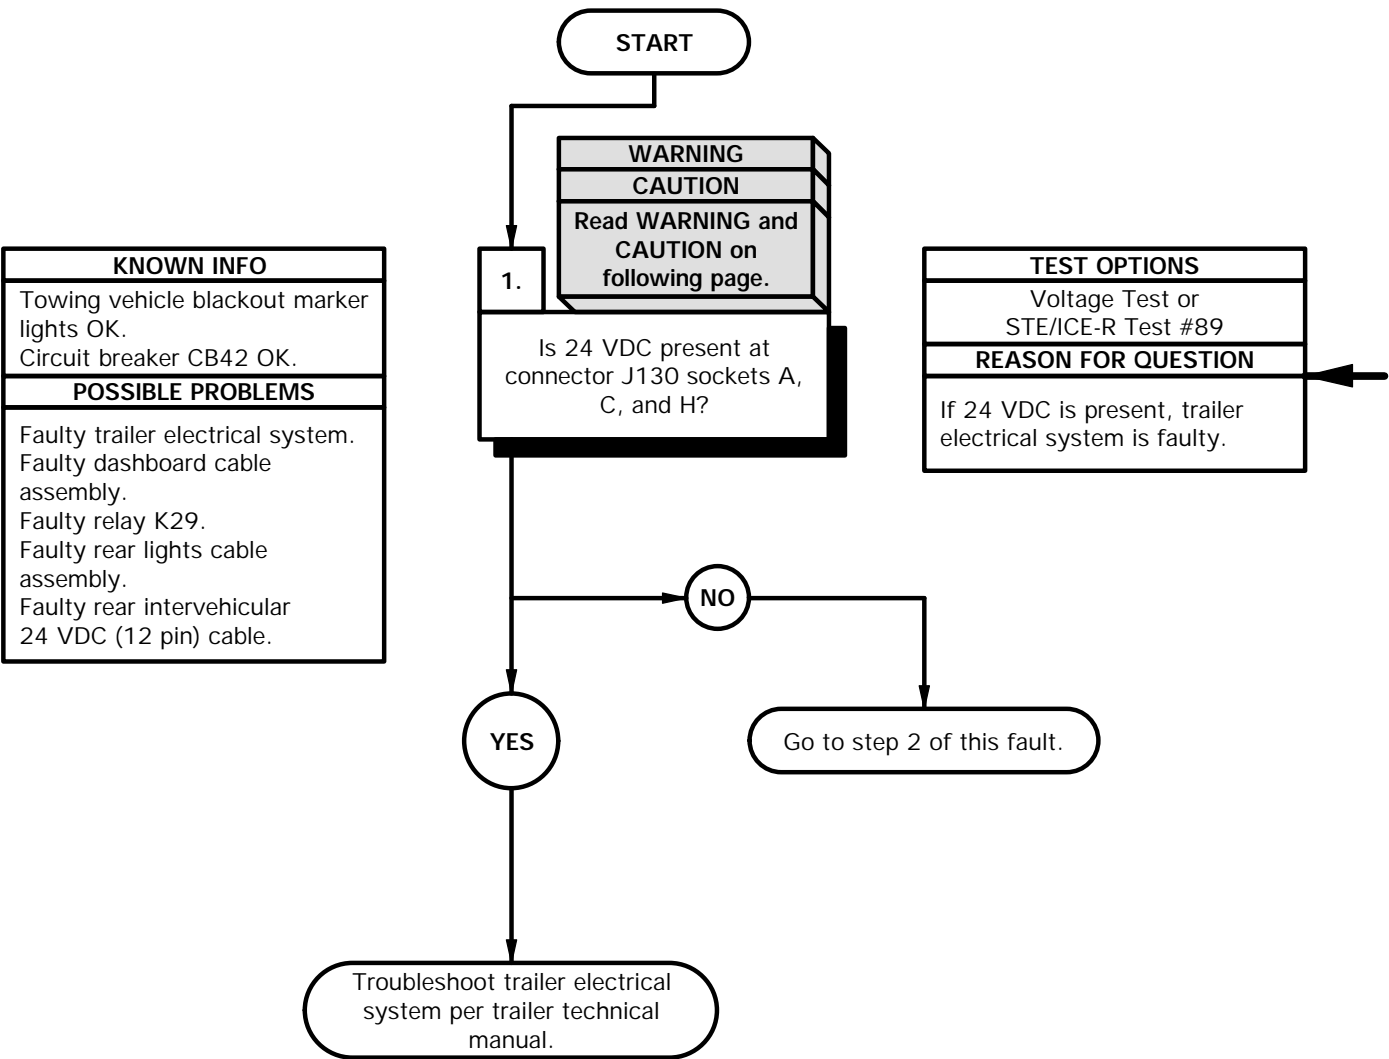 START
WARNING
CAUTION
Read WARNING and
CAUTION on
following page.
1.
Is 24 VDC present at
connector J130 sockets A,
C, and H?
KNOWN INFO
Towing vehicle blackout marker
lights OK.
Circuit breaker CB42 OK.
POSSIBLE PROBLEMS
Faulty trailer electrical system.
Faulty dashboard cable
assembly.
Faulty relay K29.
Faulty rear lights cable
assembly.
Faulty rear intervehicular
24 VDC (12 pin) cable.
TEST OPTIONS
Voltage Test or
STE/ICE-R Test #89
REASON FOR QUESTION
If 24 VDC is present, trailer
electrical system is faulty.
NO
YES
Go to step 2 of this fault.
Troubleshoot trailer electrical
system per trailer technical
manual.